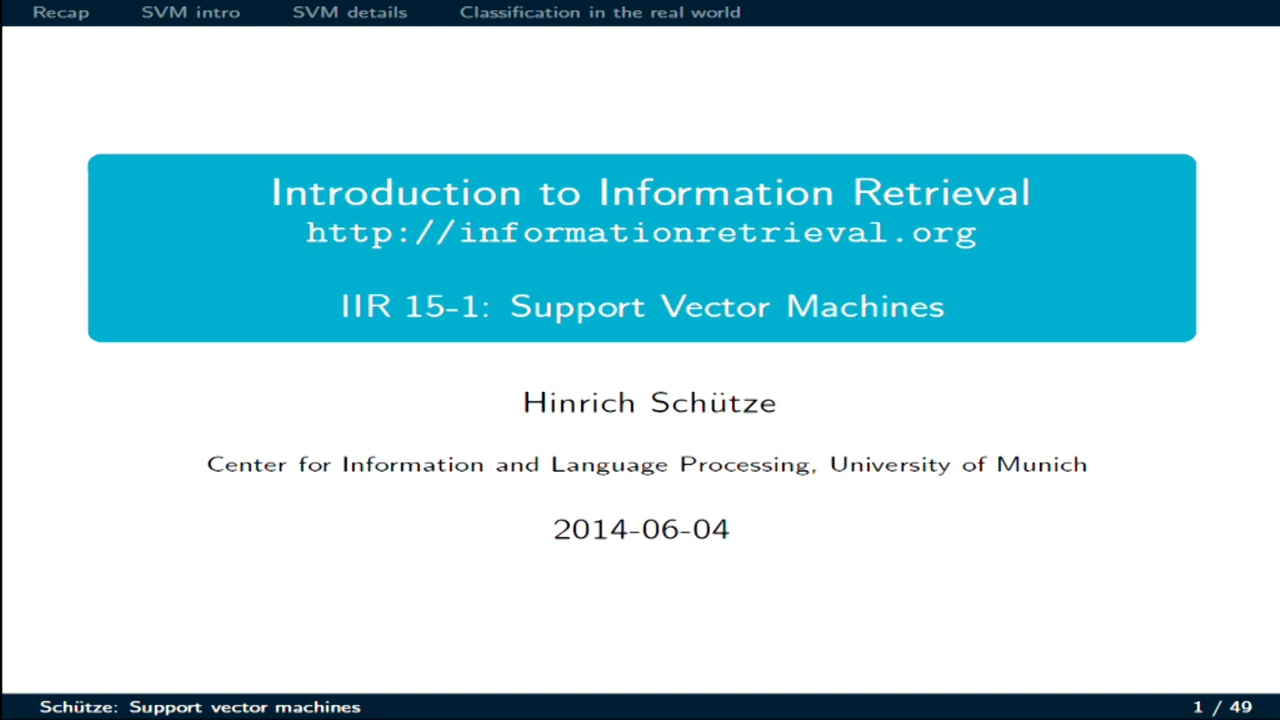 Recap SVM intro SVM details Classification in the real world
Introduction to Information Retrieval
http://informationretrieval.org
IIR 15-1: Support Vector Machines
Hinrich Schütze
Center for Information and Language Processing, University of Munich
2014-06-04
Schütze: Support vector machines 1 / 49